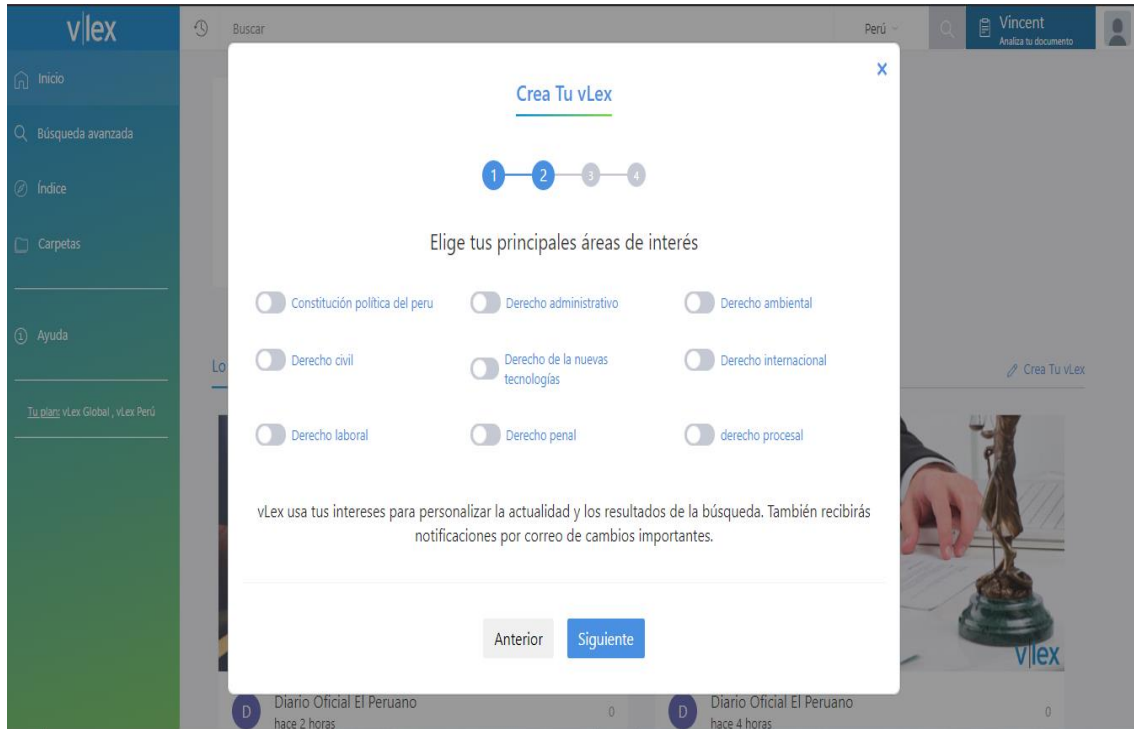 v|lex
Buscar
Perú
Vincent
Analiza tu documento
Inicio
Búsqueda avanzada
Índice
Carpetas
Ayuda
Tu plan: vLex Global , vLex Perú
Crea Tu vLex
1 2 3 4
Elige tus principales áreas de interés
Constitución política del peru
Derecho administrativo
Derecho ambiental
Derecho civil
Derecho de la nuevas
tecnologías
Derecho internacional
Derecho laboral
Derecho penal
derecho procesal
vLex usa tus intereses para personalizar la actualidad y los resultados de la búsqueda. También recibirás
notificaciones por correo de cambios importantes.
Anterior
Siguiente
x
Lo
Crea Tu vLex
v|lex
D
Diario Oficial El Peruano
hace 2 horas
0
D
Diario Oficial El Peruano
hace 4 horas
0